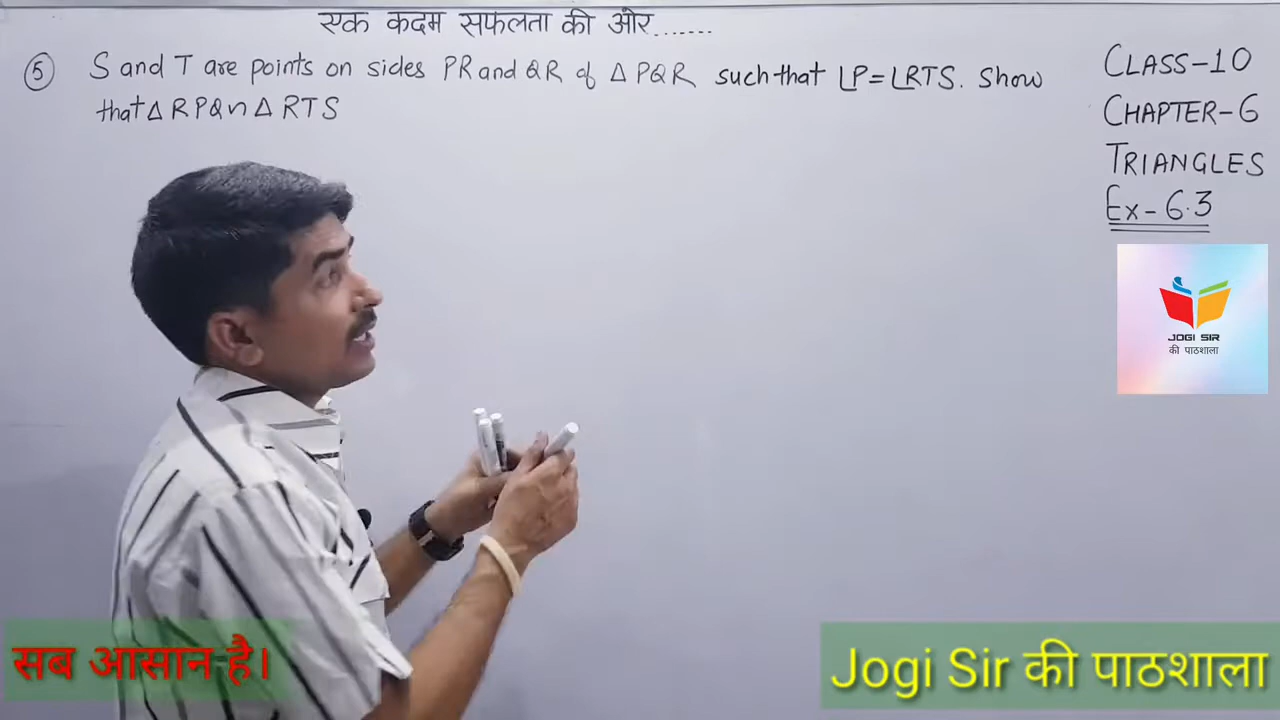 एक कदम सफलता की ओर.......
5 S and T are points on sides PR and QR of △ PQR such that ∠P = ∠RTS. Show
that △ RPQ ~ △ RTS
CLASS-10
CHAPTER-6
TRIANGLES
Ex- 6.3
JOGI SIR
की पाठशाला
सब आसान है।
Jogi Sir की पाठशाला